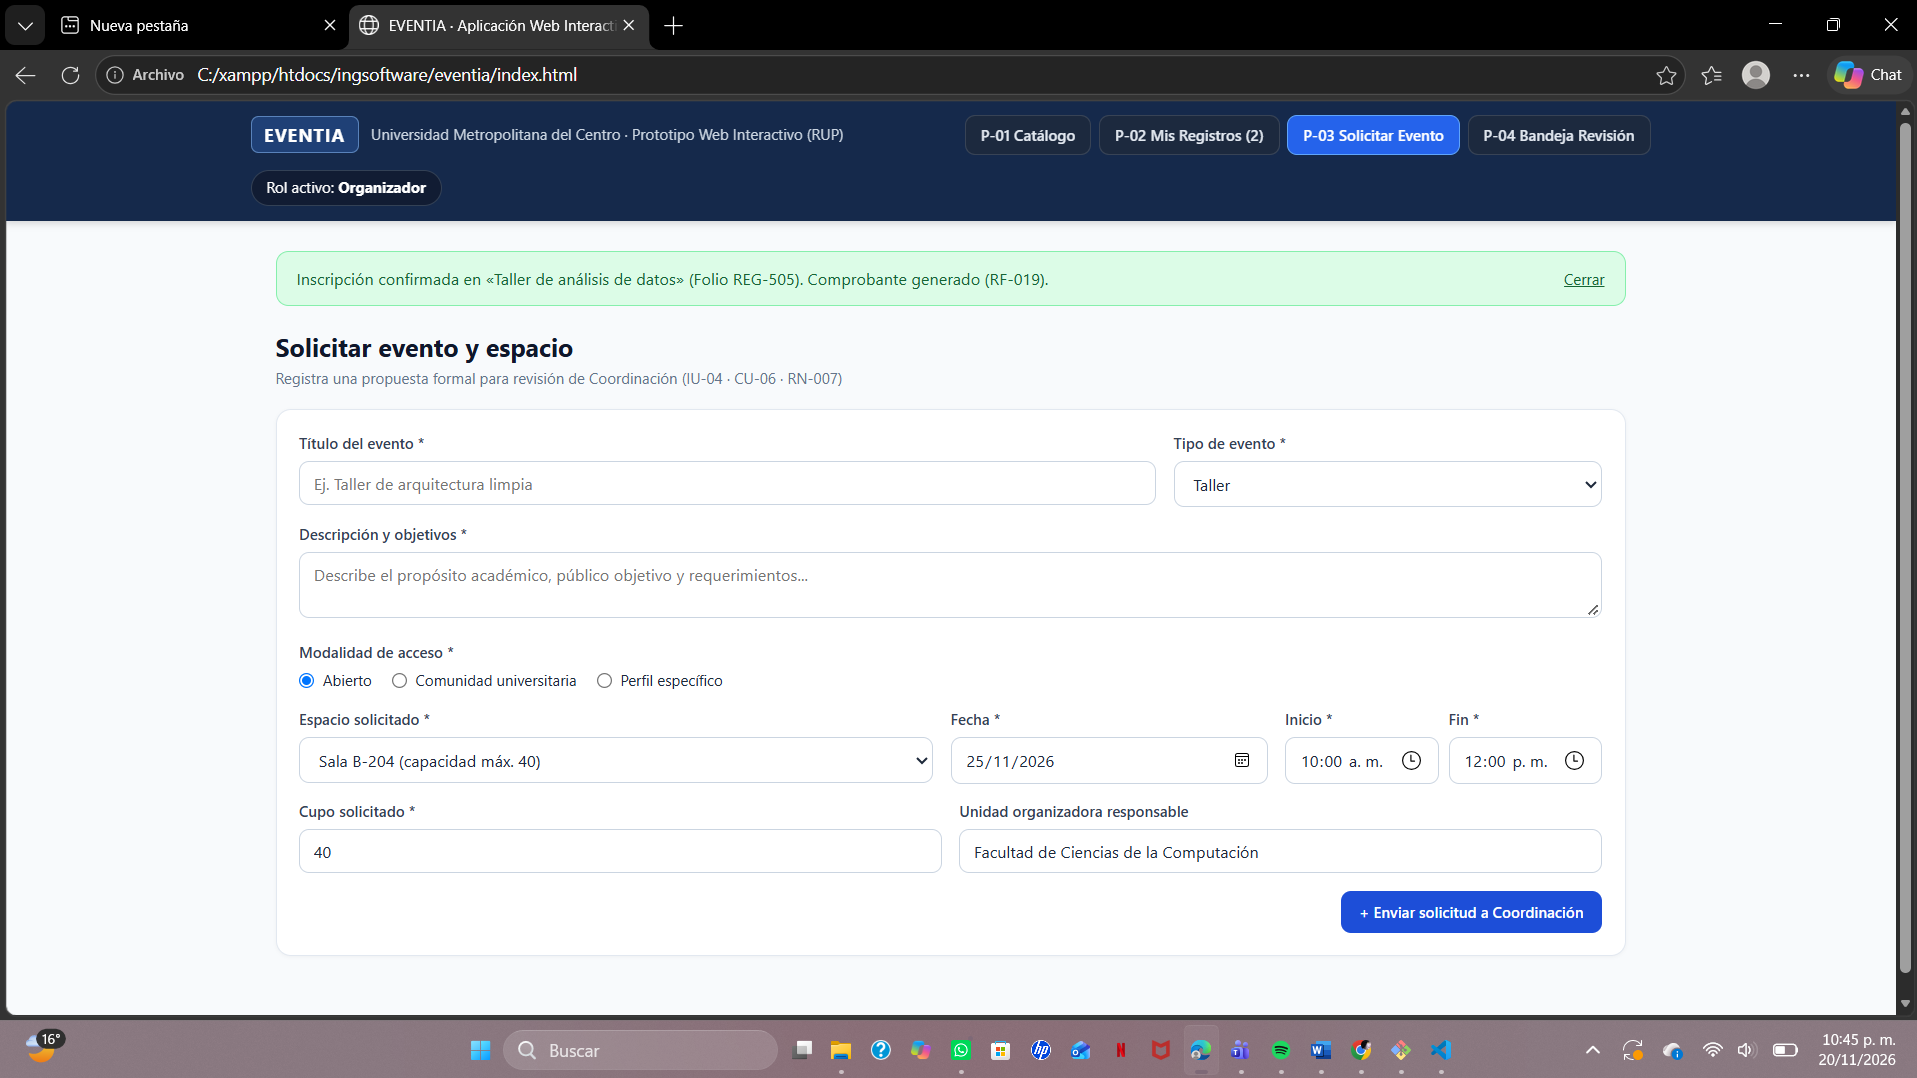 Nueva pestaña
EVENTIA · Aplicación Web Interacti
Archivo C:/xampp/htdocs/ingsoftware/eventia/index.html
Chat
EVENTIA Universidad Metropolitana del Centro · Prototipo Web Interactivo (RUP)
P-01 Catálogo P-02 Mis Registros (2) P-03 Solicitar Evento P-04 Bandeja Revisión
Rol activo: Organizador
Inscripción confirmada en «Taller de análisis de datos» (Folio REG-505). Comprobante generado (RF-019). Cerrar
Solicitar evento y espacio
Registra una propuesta formal para revisión de Coordinación (IU-04 · CU-06 · RN-007)
Título del evento * Tipo de evento *
Ej. Taller de arquitectura limpia Taller
Descripción y objetivos *
Describe el propósito académico, público objetivo y requerimientos...
Modalidad de acceso *
Abierto Comunidad universitaria Perfil específico
Espacio solicitado * Fecha * Inicio * Fin *
Sala B-204 (capacidad máx. 40) 25/11/2026 10:00 a. m. 12:00 p. m.
Cupo solicitado * Unidad organizadora responsable
40 Facultad de Ciencias de la Computación
+ Enviar solicitud a Coordinación
16° Buscar 10:45 p. m.
20/11/2026